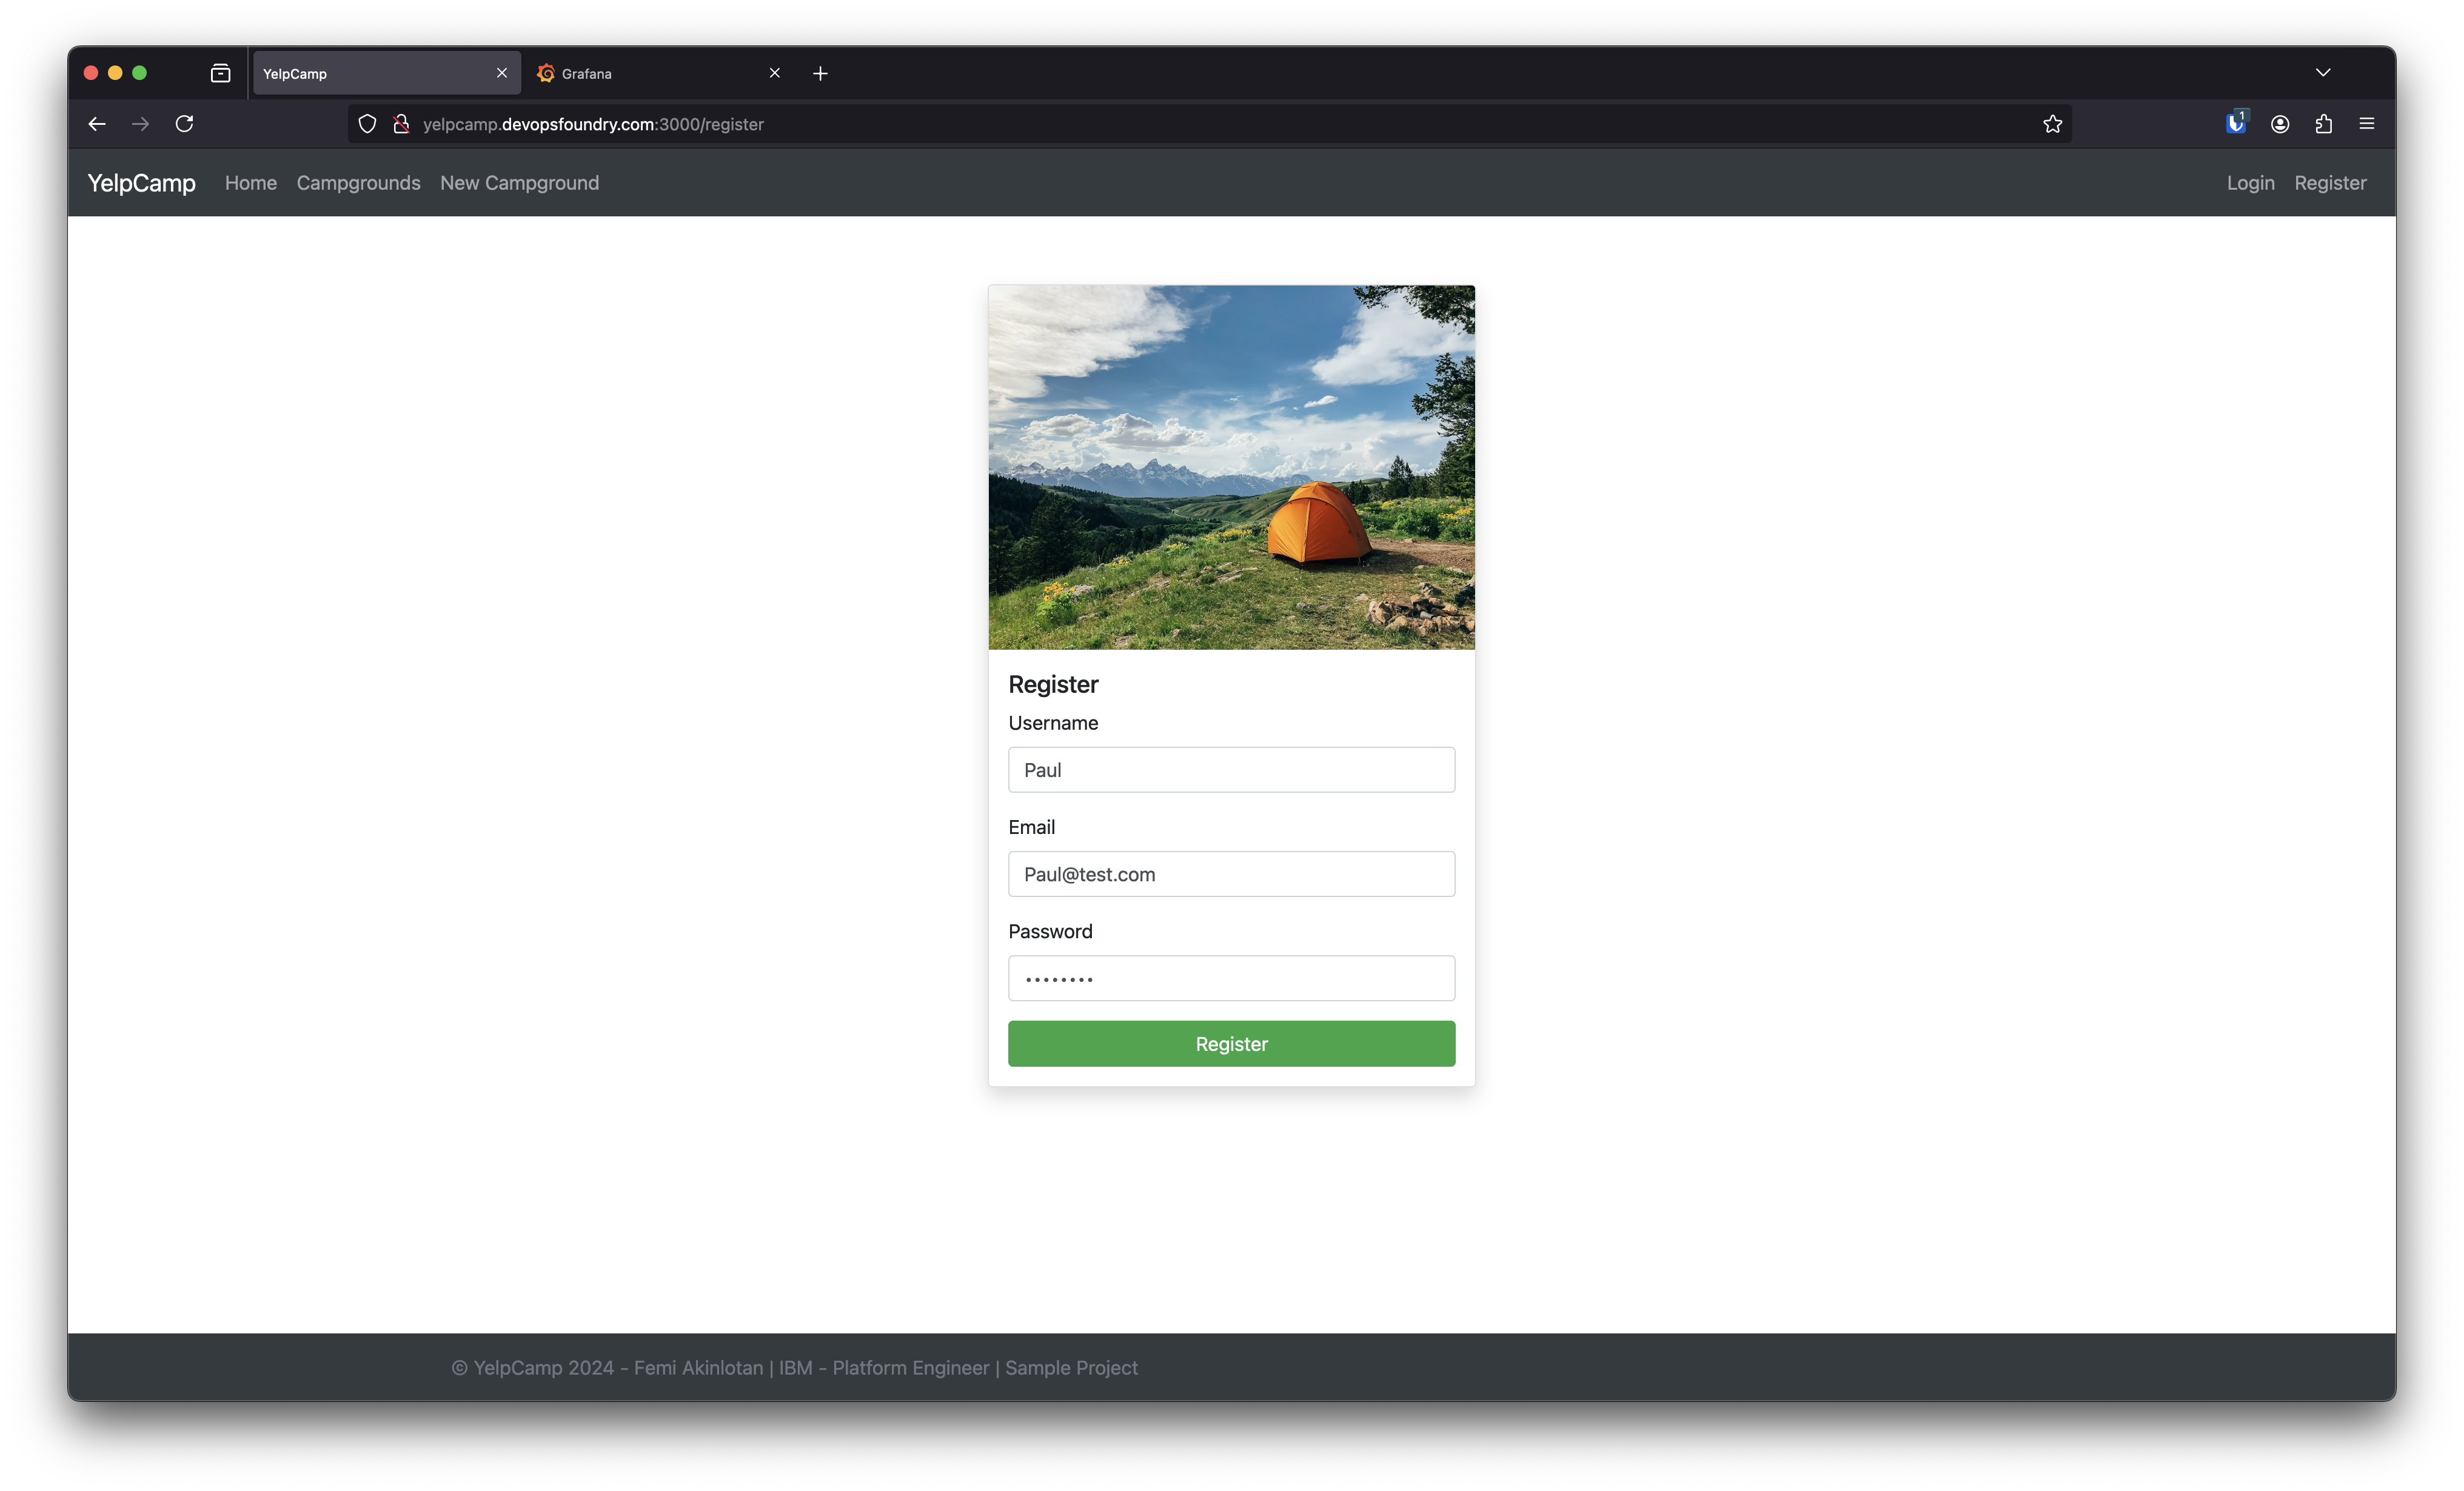 YelpCamp
Grafana
1
yelpcamp.devopsfoundry.com:3000/register
YelpCamp Home Campgrounds New Campground Login Register
Register
Username
Paul
Email
Paul@test.com
Password
••••••••
Register
© YelpCamp 2024 - Femi Akinlotan | IBM - Platform Engineer | Sample Project